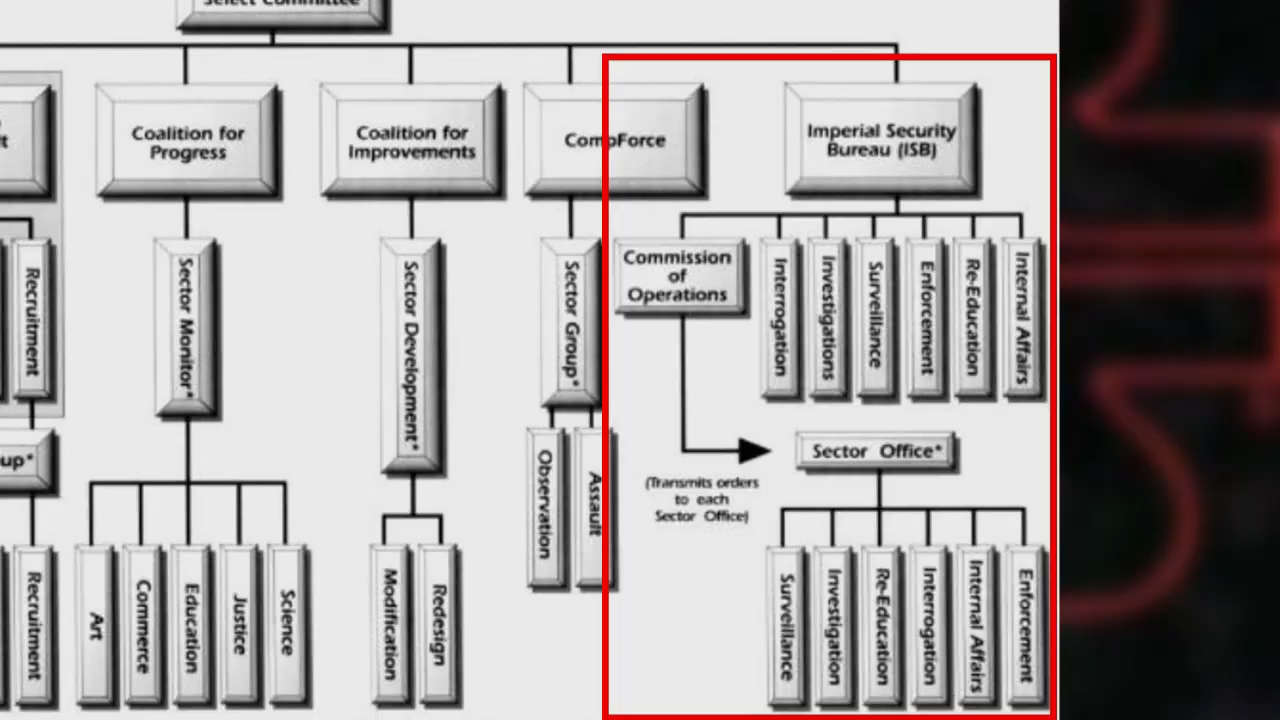 Select Committee
Coalition for
Progress
Coalition for
Improvements
CompForce
Imperial Security
Bureau (ISB)
Recruitment
Sector Monitor*
Sector Development*
Sector Group*
Commission
of
Operations
Interrogation
Investigations
Surveillance
Enforcement
Re-Education
Internal Affairs
up*
Observation
Assault
Sector Office*
(Transmits orders
to each
Sector Office)
Recruitment
Art
Commerce
Education
Justice
Science
Modification
Redesign
Surveillance
Investigation
Re-Education
Interrogation
Internal Affairs
Enforcement